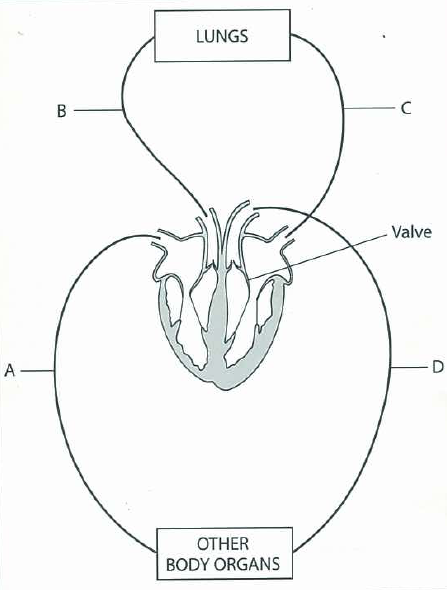 LUNGS
B
C
Valve
A
D
OTHER
BODY ORGANS